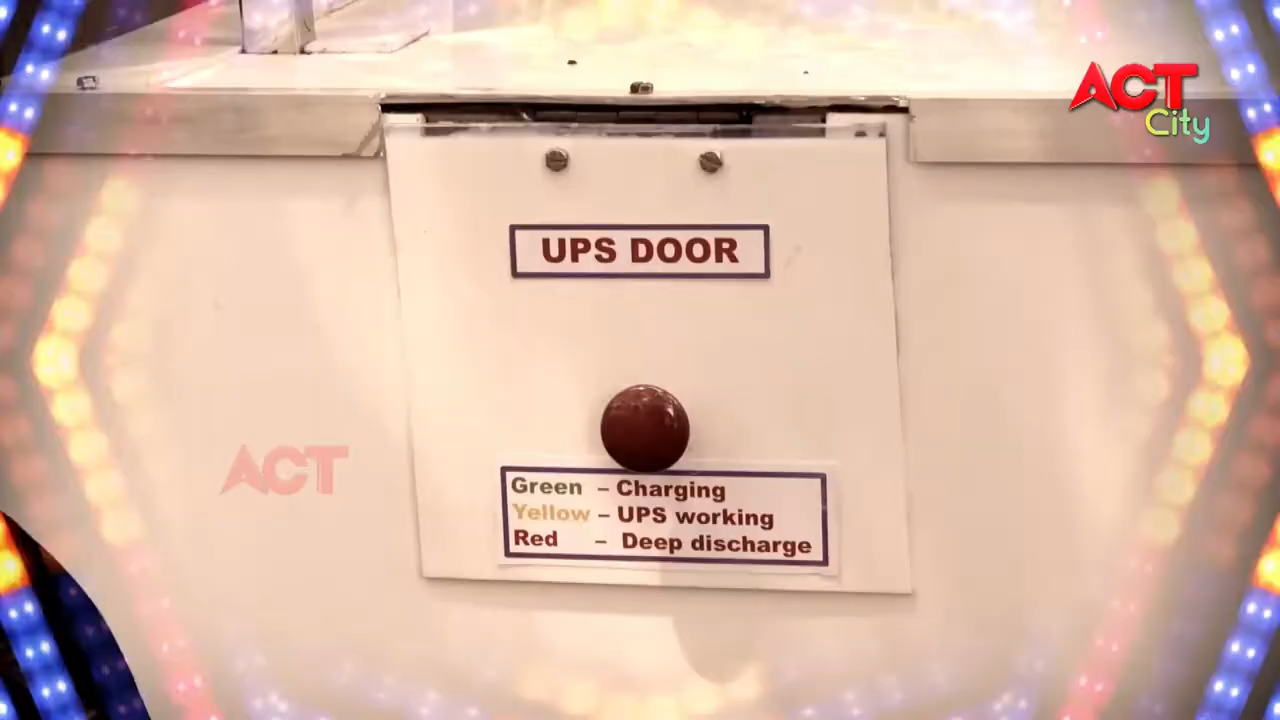 ACT
City
UPS DOOR
ACT
Green – Charging
Yellow – UPS working
Red – Deep discharge